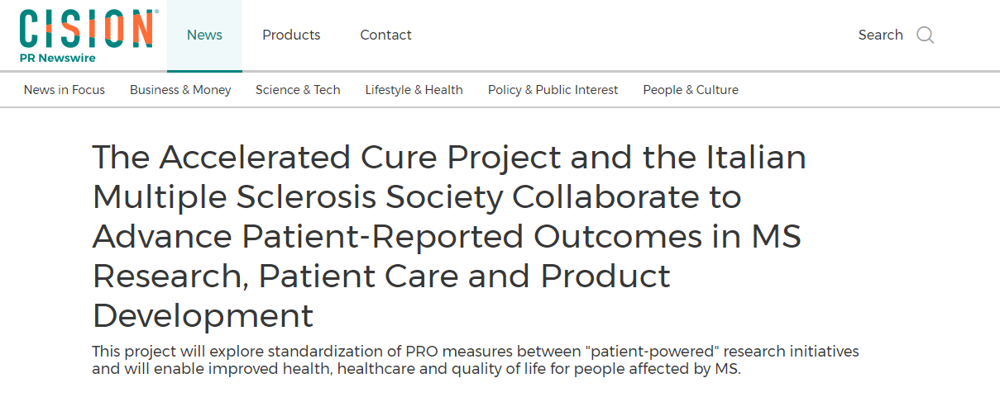 CISION®
PR Newswire
News Products Contact Search
News in Focus Business & Money Science & Tech Lifestyle & Health Policy & Public Interest People & Culture
The Accelerated Cure Project and the Italian
Multiple Sclerosis Society Collaborate to
Advance Patient-Reported Outcomes in MS
Research, Patient Care and Product
Development
This project will explore standardization of PRO measures between "patient-powered" research initiatives
and will enable improved health, healthcare and quality of life for people affected by MS.